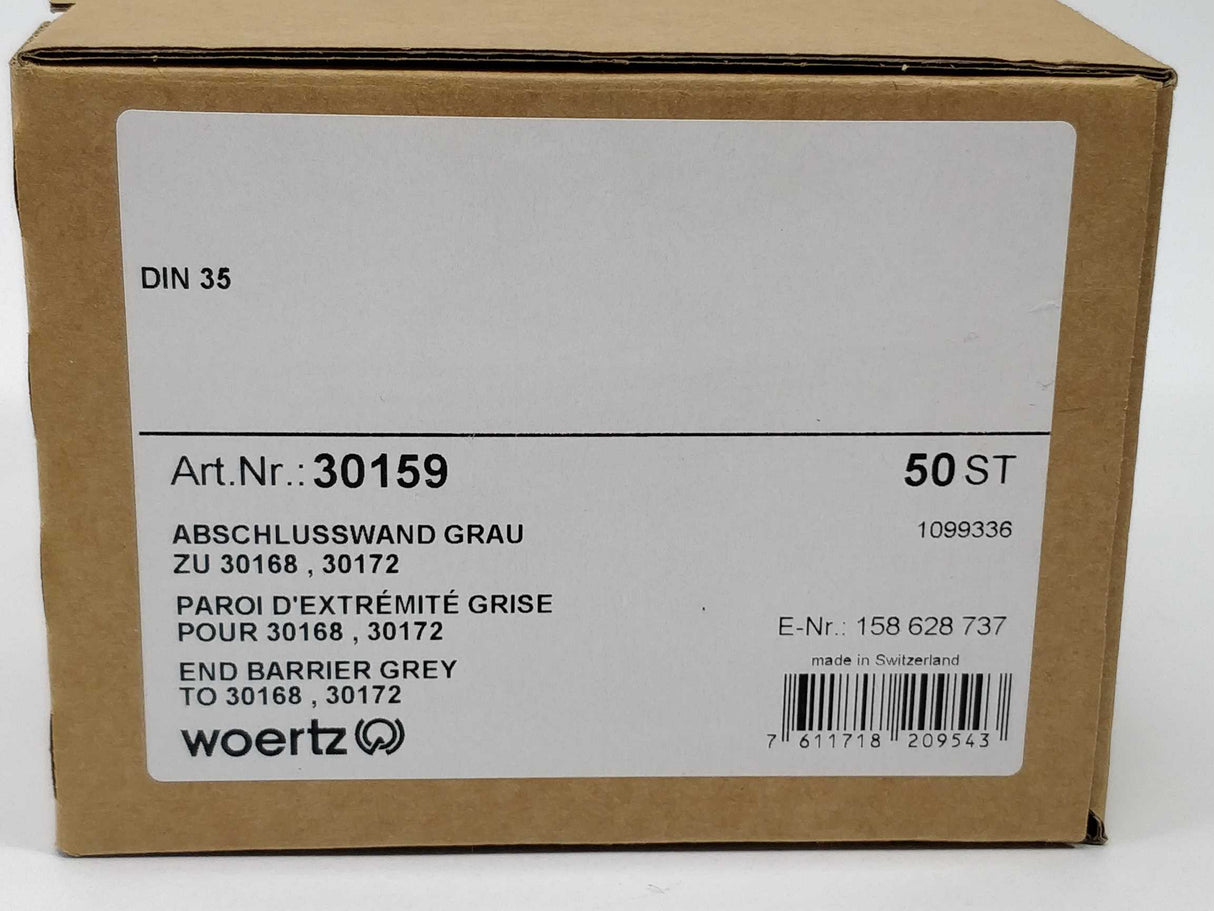 DIN 35
Art.Nr.: 30159 50 ST
ABSCHLUSSWAND GRAU
ZU 30168 , 30172
1099336
PAROI D'EXTRÉMITÉ GRISE
POUR 30168 , 30172
END BARRIER GREY
TO 30168 , 30172
woertz
E-Nr.: 158 628 737
made in Switzerland
7 611718 209543